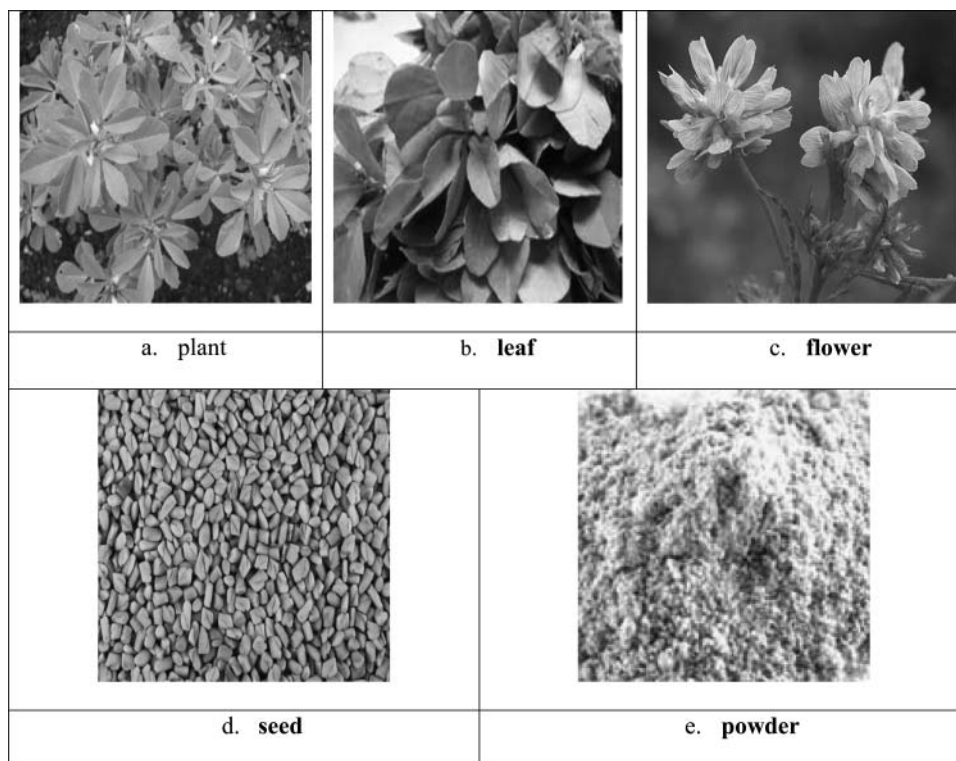 a. plant
b. leaf
c. flower
d. seed
e. powder